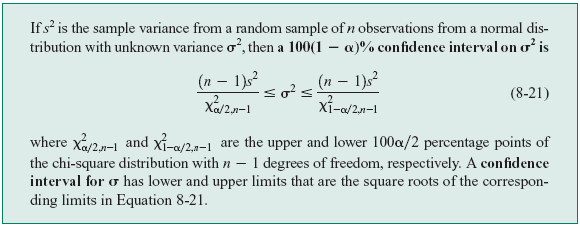 If s² is the sample variance from a random sample of n observations from a normal dis-
tribution with unknown variance σ², then a 100(1 − α)% confidence interval on σ² is
(n − 1)s² / χ²α/2,n−1 ≤ σ² ≤ (n − 1)s² / χ²1−α/2,n−1 (8-21)
where χ²α/2,n−1 and χ²1−α/2,n−1 are the upper and lower 100α/2 percentage points of
the chi-square distribution with n − 1 degrees of freedom, respectively. A confidence
interval for σ has lower and upper limits that are the square roots of the correspon-
ding limits in Equation 8-21.